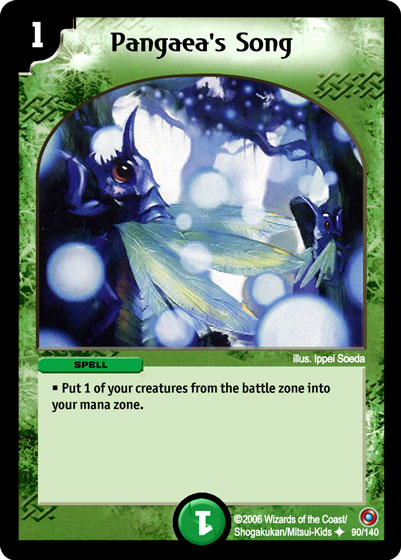 1
Pangaea's Song
illus. Ippei Soeda
SPELL
▪ Put 1 of your creatures from the battle zone into
your mana zone.
1
©2006 Wizards of the Coast/
Shogakukan/Mitsui-Kids ✦ 90/140